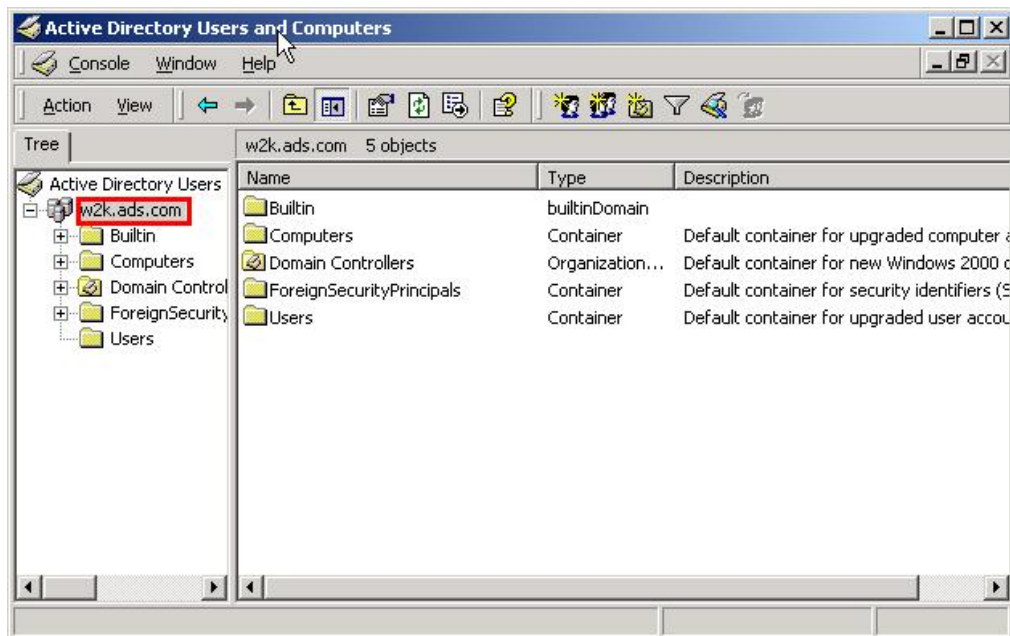 Active Directory Users and Computers
Console Window Help
Action View
Tree
w2k.ads.com 5 objects
Active Directory Users
w2k.ads.com
Builtin
Computers
Domain Control
ForeignSecurity
Users
Name Type Description
Builtin builtinDomain
Computers Container Default container for upgraded computer a
Domain Controllers Organization... Default container for new Windows 2000 d
ForeignSecurityPrincipals Container Default container for security identifiers (S
Users Container Default container for upgraded user accou